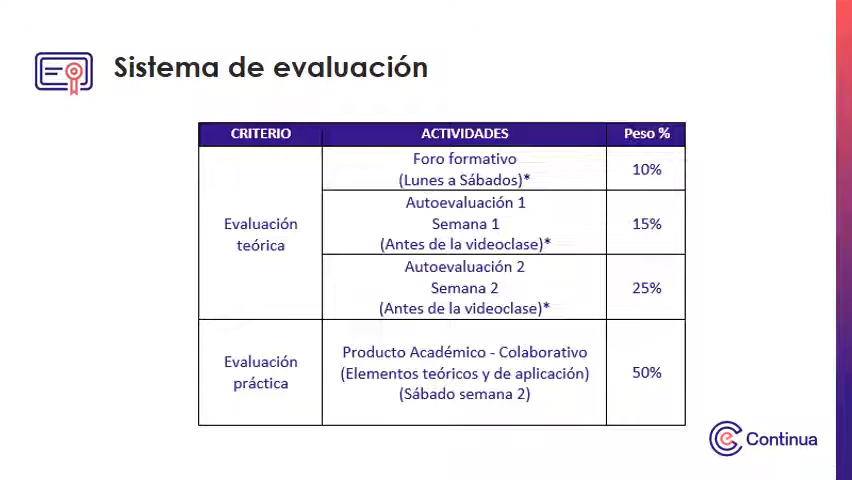 Sistema de evaluación
CRITERIO ACTIVIDADES Peso %
Evaluación
teórica
Foro formativo
(Lunes a Sábados)*
10%
Autoevaluación 1
Semana 1
(Antes de la videoclase)*
15%
Autoevaluación 2
Semana 2
(Antes de la videoclase)*
25%
Evaluación
práctica
Producto Académico - Colaborativo
(Elementos teóricos y de aplicación)
(Sábado semana 2)
50%
Continua